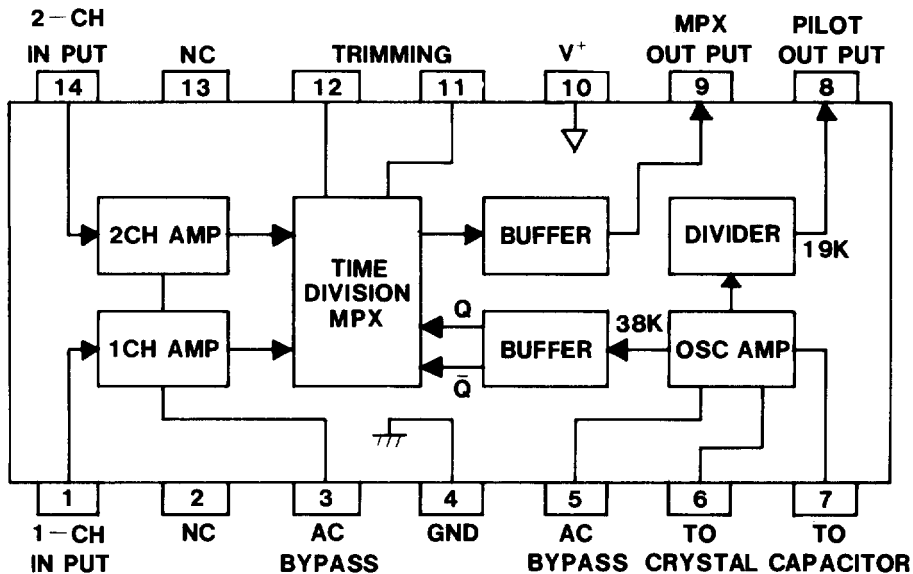 2-CH
IN PUT
NC
TRIMMING
V+
MPX
OUT PUT
PILOT
OUT PUT
14
13
12
11
10
9
8
2CH AMP
TIME
DIVISION
MPX
BUFFER
DIVIDER
19K
1CH AMP
Q
Q̄
BUFFER
38K
OSC AMP
1
2
3
4
5
6
7
1-CH
IN PUT
NC
AC
BYPASS
GND
AC
BYPASS
TO
CRYSTAL
TO
CAPACITOR